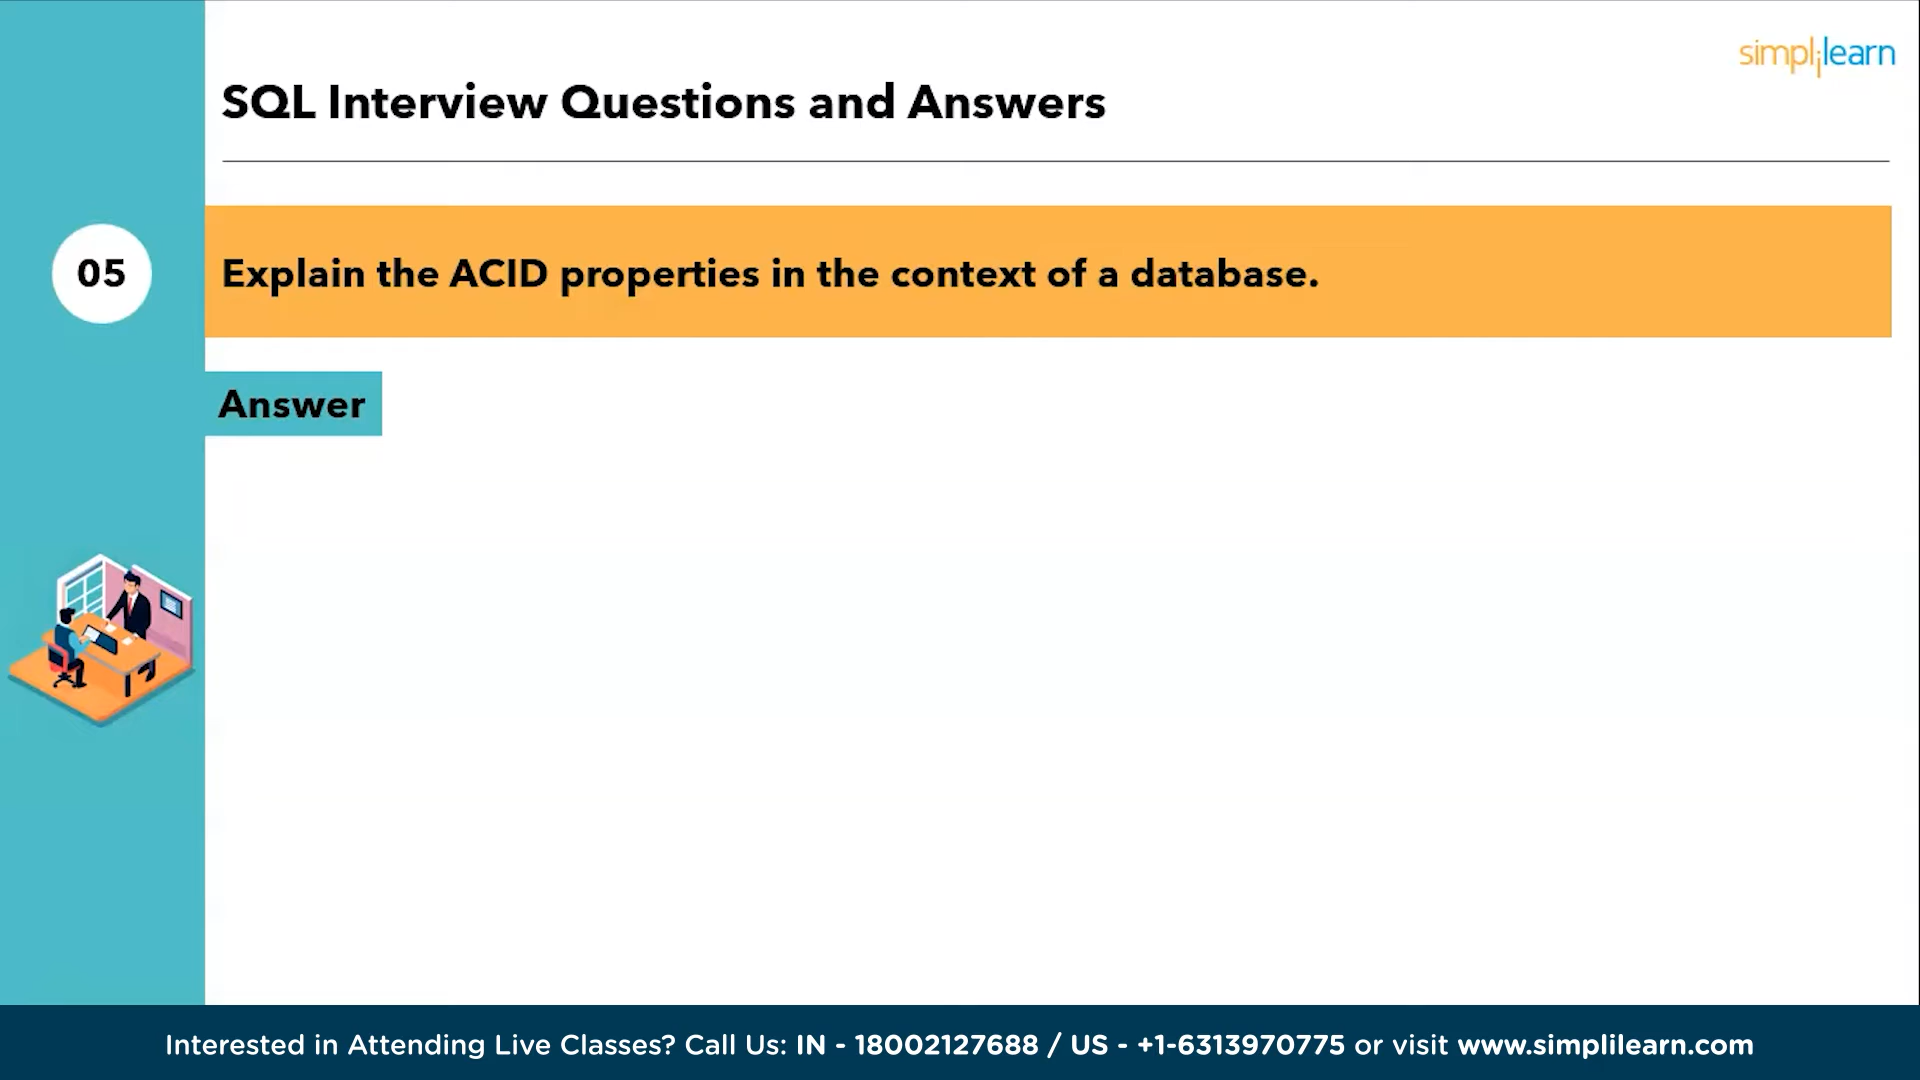 simplilearn
SQL Interview Questions and Answers
05
Explain the ACID properties in the context of a database.
Answer
Interested in Attending Live Classes? Call Us: IN - 18002127688 / US - +1-6313970775 or visit www.simplilearn.com